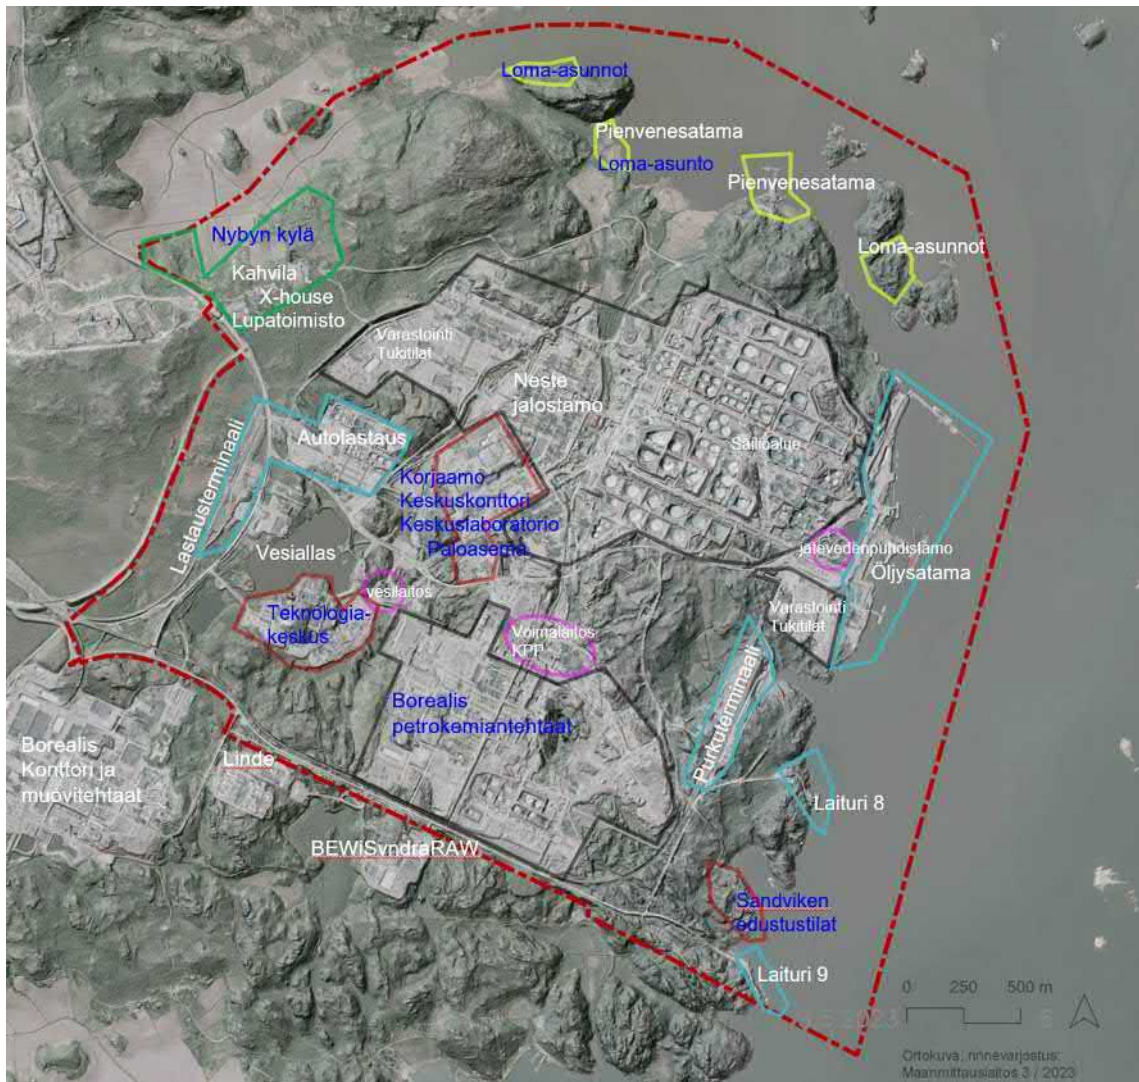 Loma-asunnot
Pienvenesatama
Loma-asunto
Pienvenesatama
Loma-asunnot
Nybyn kylä
Kahvila
X-house
Lupatoimisto
Varastointi
Tukitilat
Neste
jalostamo
Säiliöalue
Autolastaus
Lastausterminaali
Korjaamo
Keskuskonttori
Keskuslaboratorio
Paloasema
Vesiallas
jätevedenpuhdistamo
Öljysatama
vesilaitos
Teknologia-
keskus
Varastointi
Tukitilat
Voimalaitos
KPP
Purkuterminaali
Borealis
petrokemiantehtaat
Borealis
Konttori ja
muovitehtaat
Linde
Laituri 8
BEWiSyndraRAW
Sandviken
edustustilat
Laituri 9
0 250 500 m
2023
Ortokuva, rinnevarjostus:
Maanmittauslaitos 3 / 2023